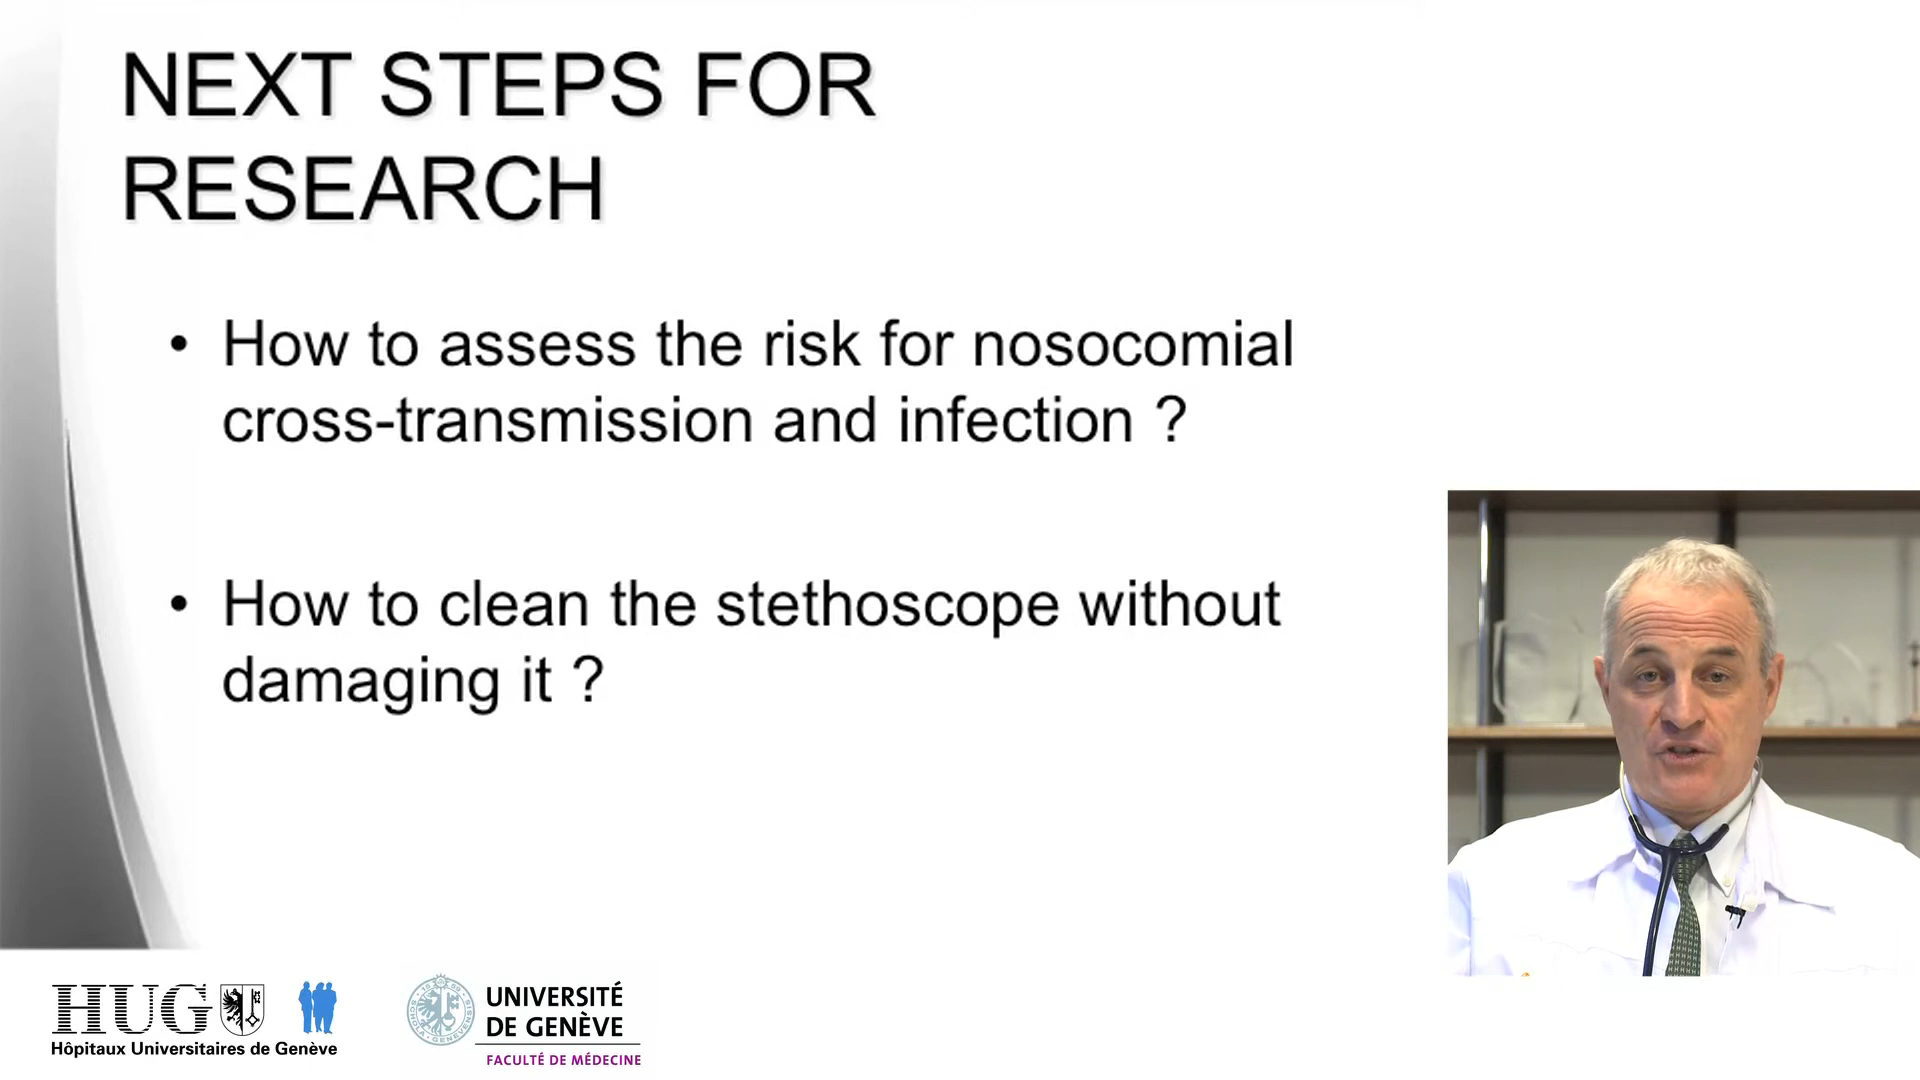 NEXT STEPS FOR
RESEARCH
• How to assess the risk for nosocomial
cross-transmission and infection ?
• How to clean the stethoscope without
damaging it ?
HUG
Hôpitaux Universitaires de Genève
UNIVERSITÉ
DE GENÈVE
FACULTÉ DE MÉDECINE